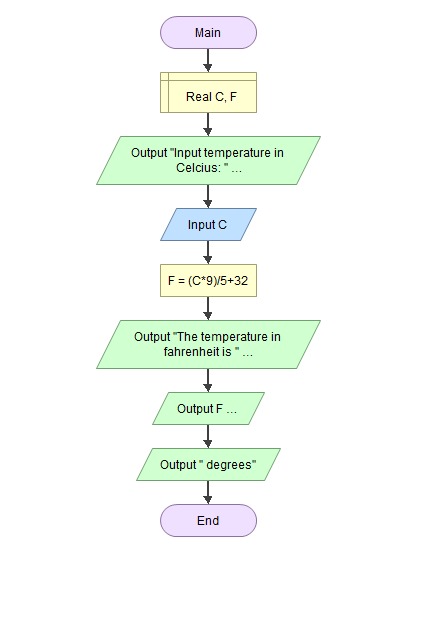 Main
Real C, F
Output "Input temperature in
Celcius: " ...
Input C
F = (C*9)/5+32
Output "The temperature in
fahrenheit is " ...
Output F ...
Output " degrees"
End